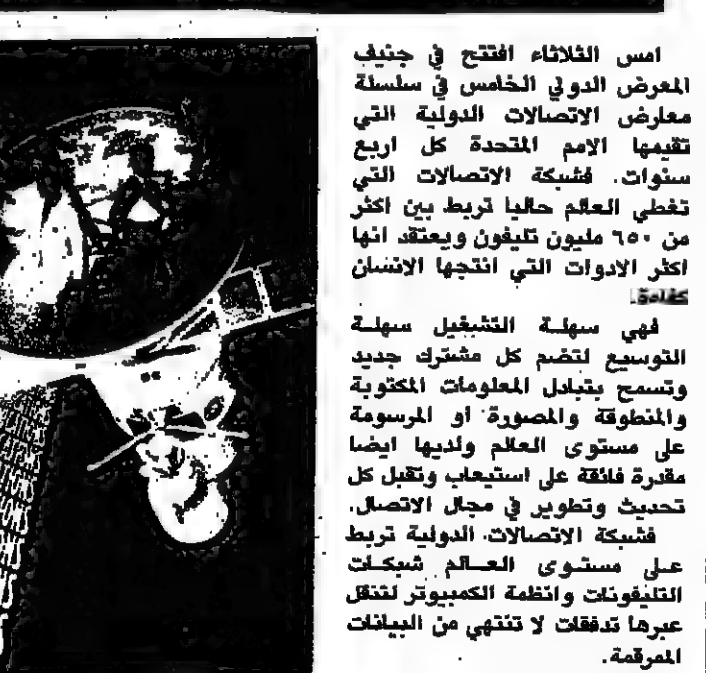 امس الثلاثاء افتتح في جنيف
المعرض الدولي الخامس في سلسلة
معارض الاتصالات الدولية التي
تقيمها الامم المتحدة كل اربع
سنوات. فشبكة الاتصالات التي
تغطي العالم حاليا تربط بين اكثر
من ٦٥٠ مليون تليفون ويعتقد انها
اكثر الادوات التي انتجها الانسان
كفاءة.
فهي سهلة التشغيل سهلة
التوسيع لتضم كل مشترك جديد
وتسمح بتبادل المعلومات المكتوبة
والمنطوقة والمصورة او المرسومة
على مستوى العالم ولديها ايضا
مقدرة فائقة على استيعاب وتقبل كل
تحديث وتطوير في مجال الاتصال.
فشبكة الاتصالات الدولية تربط
على مستوى العالم شبكات
التليفونات وانظمة الكمبيوتر لتنقل
عبرها تدفقات لا تنتهي من البيانات
المرقمة.